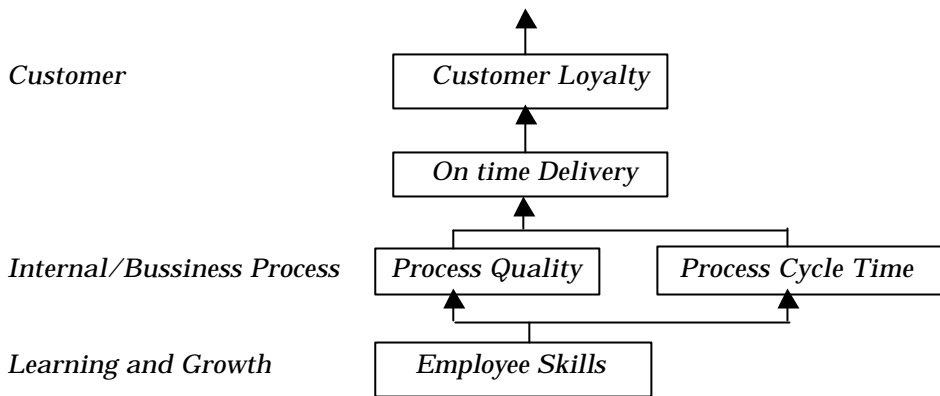 Customer
Customer Loyalty
On time Delivery
Internal/Bussiness Process
Process Quality
Process Cycle Time
Learning and Growth
Employee Skills